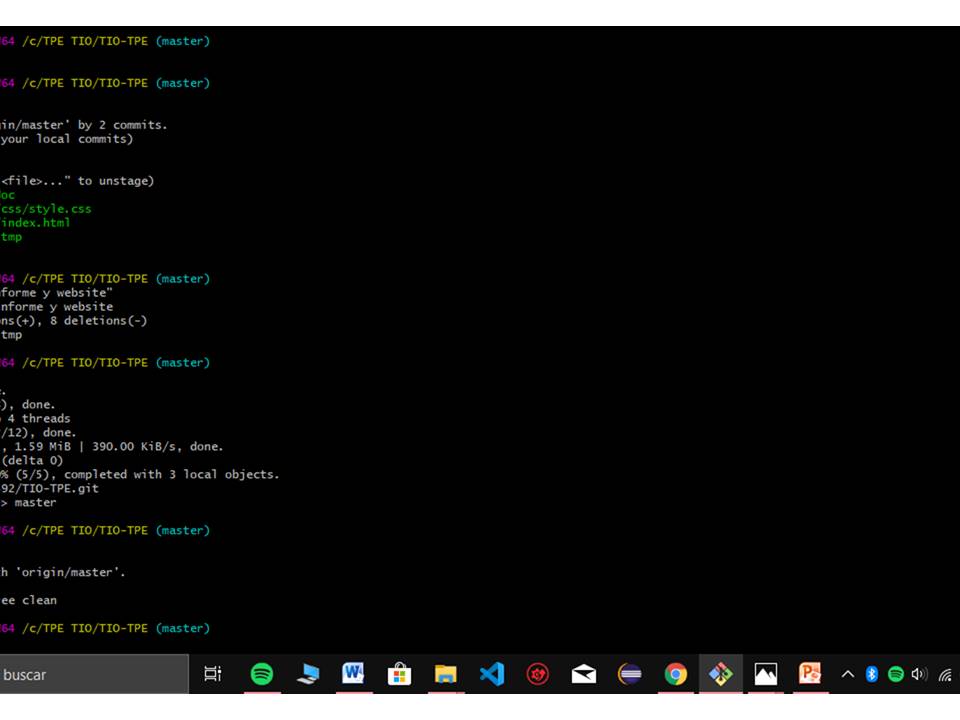 64 /c/TPE TIO/TIO-TPE (master)
64 /c/TPE TIO/TIO-TPE (master)
in/master' by 2 commits.
your local commits)
<file>..." to unstage)
oc
css/style.css
index.html
tmp
64 /c/TPE TIO/TIO-TPE (master)
forme y website"
nforme y website
ns(+), 8 deletions(-)
tmp
64 /c/TPE TIO/TIO-TPE (master)
.
), done.
4 threads
/12), done.
, 1.59 MiB | 390.00 KiB/s, done.
(delta 0)
% (5/5), completed with 3 local objects.
92/TIO-TPE.git
> master
64 /c/TPE TIO/TIO-TPE (master)
h 'origin/master'.
ee clean
64 /c/TPE TIO/TIO-TPE (master)
buscar